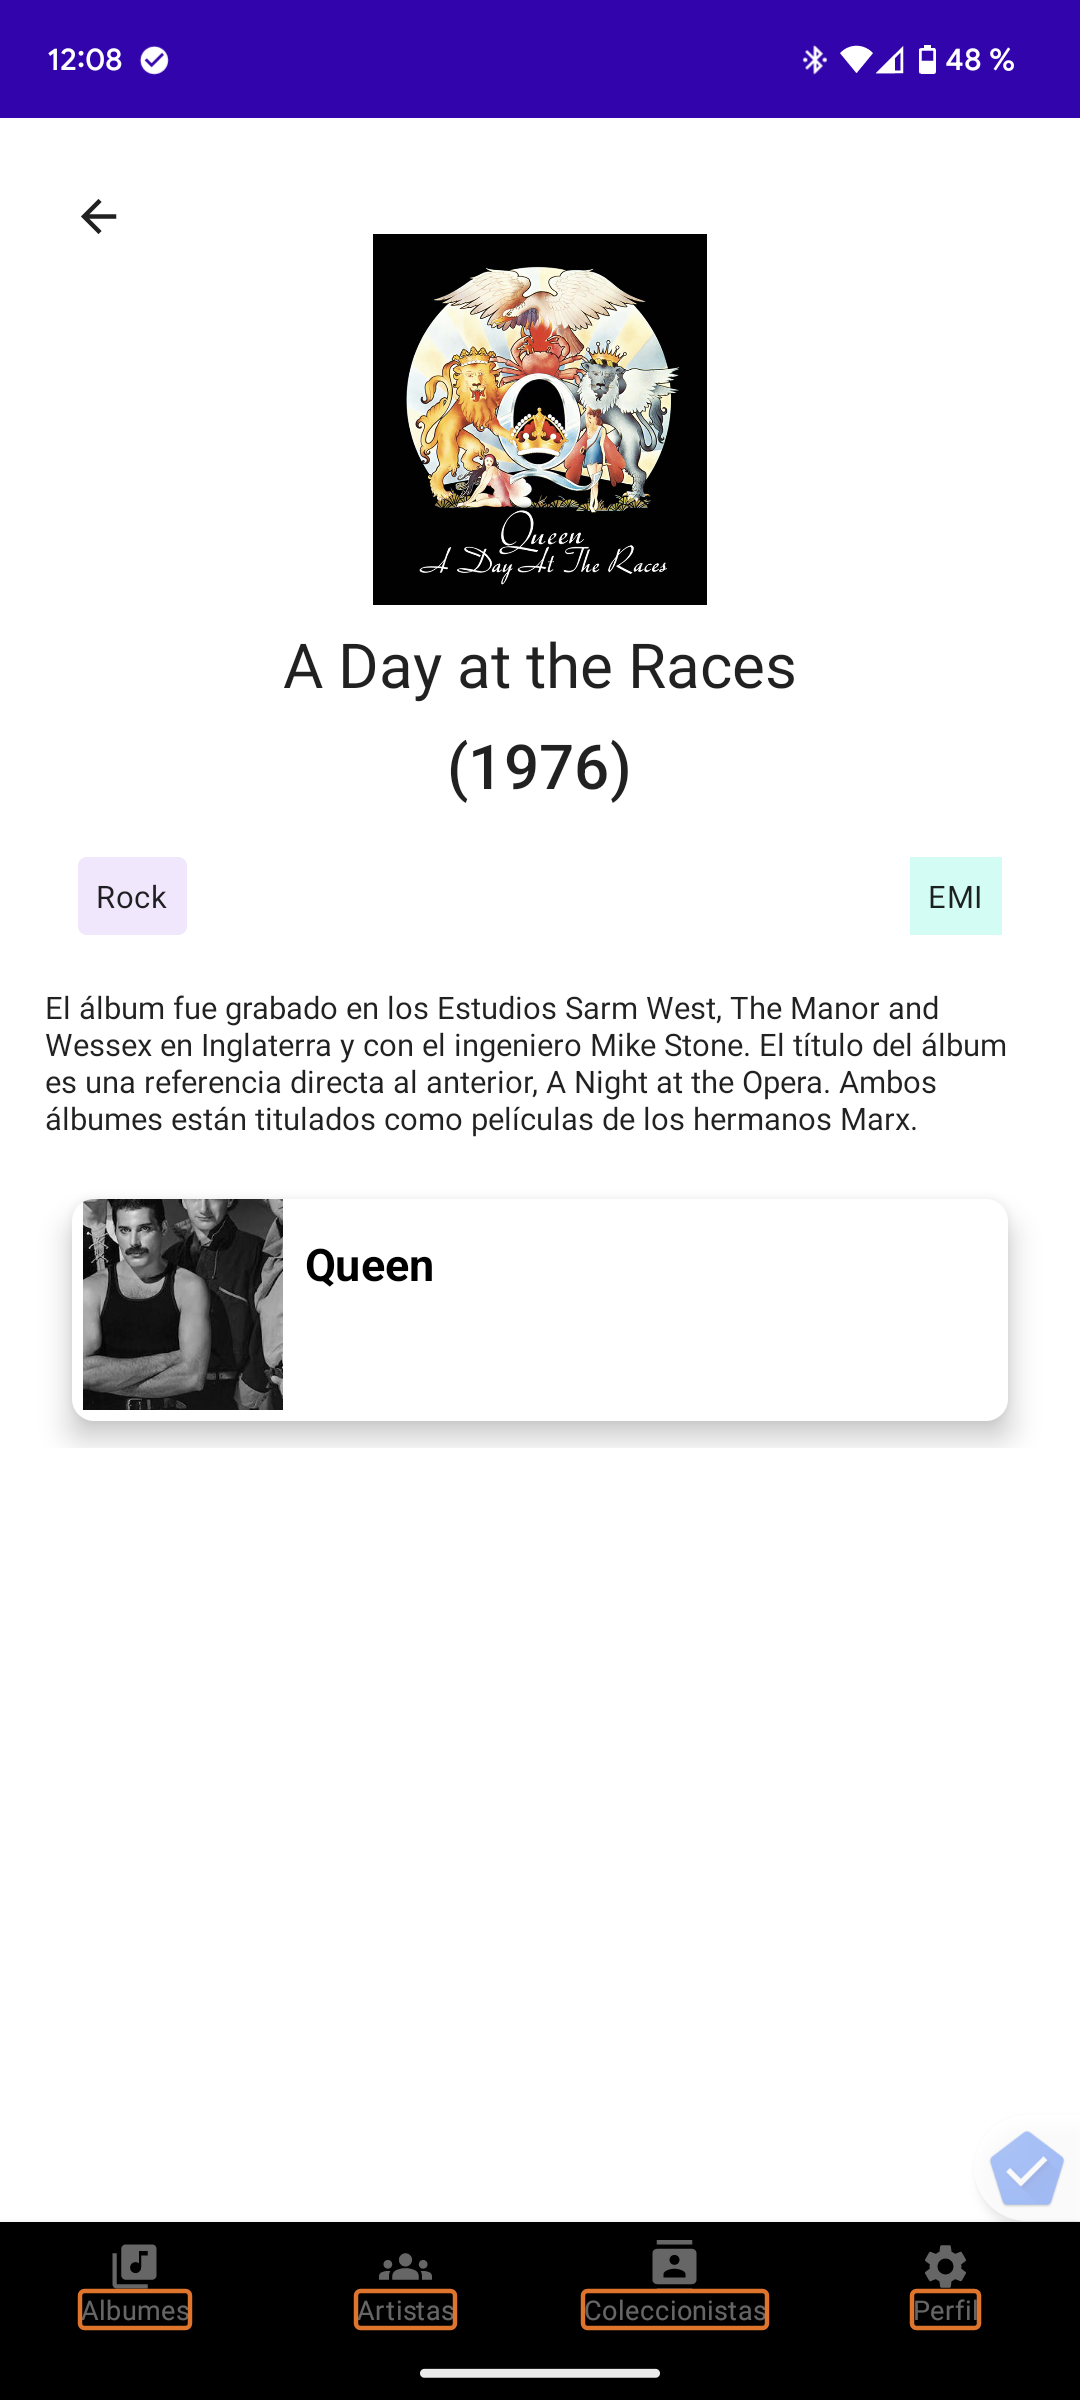 12:08
48 %
Queen
A Day At The Races
A Day at the Races
(1976)
Rock
EMI
El álbum fue grabado en los Estudios Sarm West, The Manor and
Wessex en Inglaterra y con el ingeniero Mike Stone. El título del álbum
es una referencia directa al anterior, A Night at the Opera. Ambos
álbumes están titulados como películas de los hermanos Marx.
Queen
Albumes
Artistas
Coleccionistas
Perfil